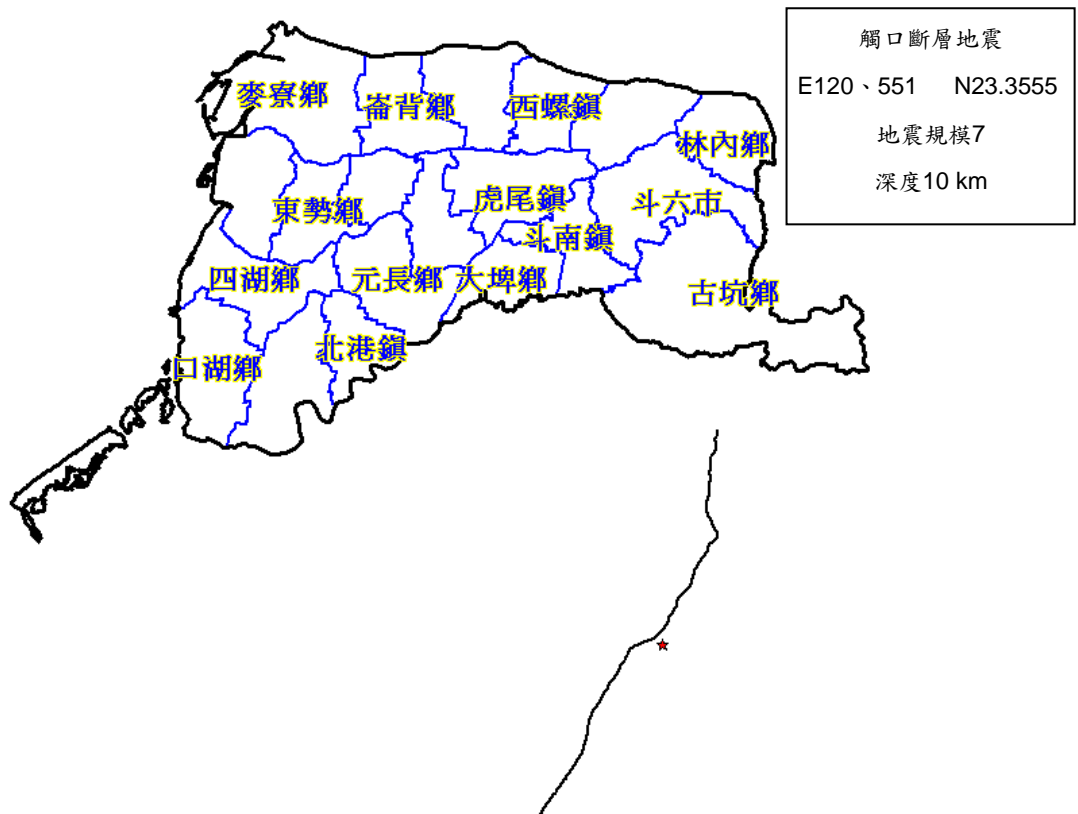 觸口斷層地震
E120、551 N23.3555
地震規模7
深度10 km
麥寮鄉
崙背鄉
西螺鎮
林內鄉
虎尾鎮
斗六市
東勢鄉
斗南鎮
四湖鄉
元長鄉
大埤鄉
古坑鄉
北港鎮
口湖鄉